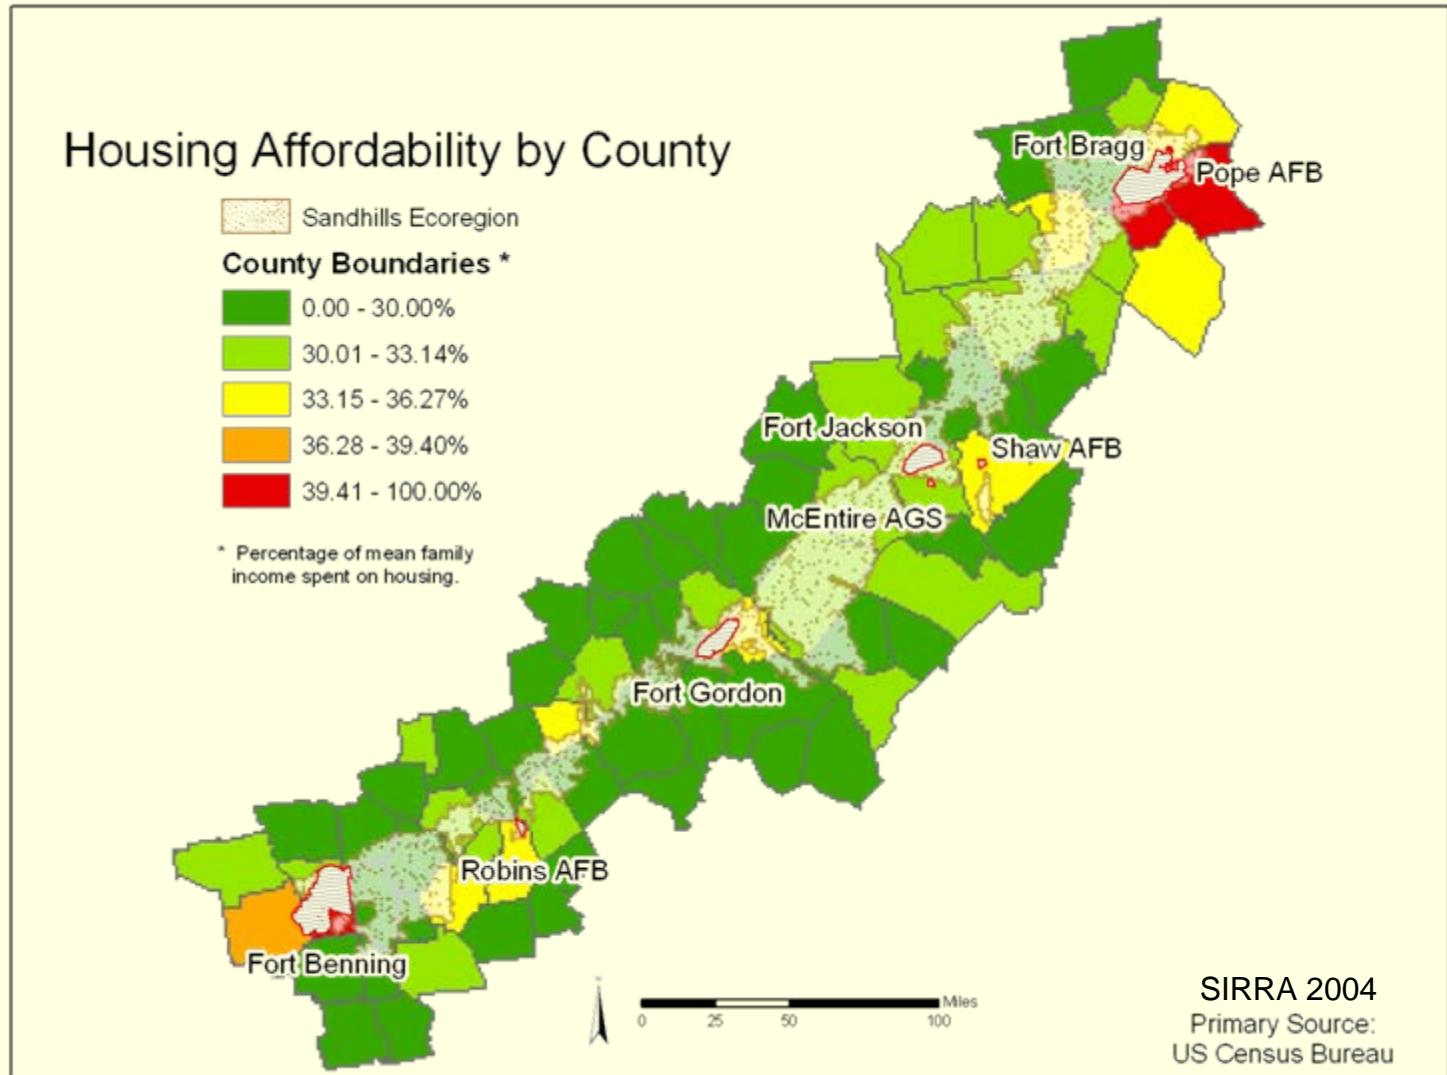 Housing Affordability by County
Sandhills Ecoregion
County Boundaries *
0.00 - 30.00%
30.01 - 33.14%
33.15 - 36.27%
36.28 - 39.40%
39.41 - 100.00%
* Percentage of mean family
income spent on housing.
Fort Bragg
Pope AFB
Fort Jackson
Shaw AFB
McEntire AGS
Fort Gordon
Robins AFB
Fort Benning
Miles
0 25 50 100
SIRRA 2004
Primary Source:
US Census Bureau